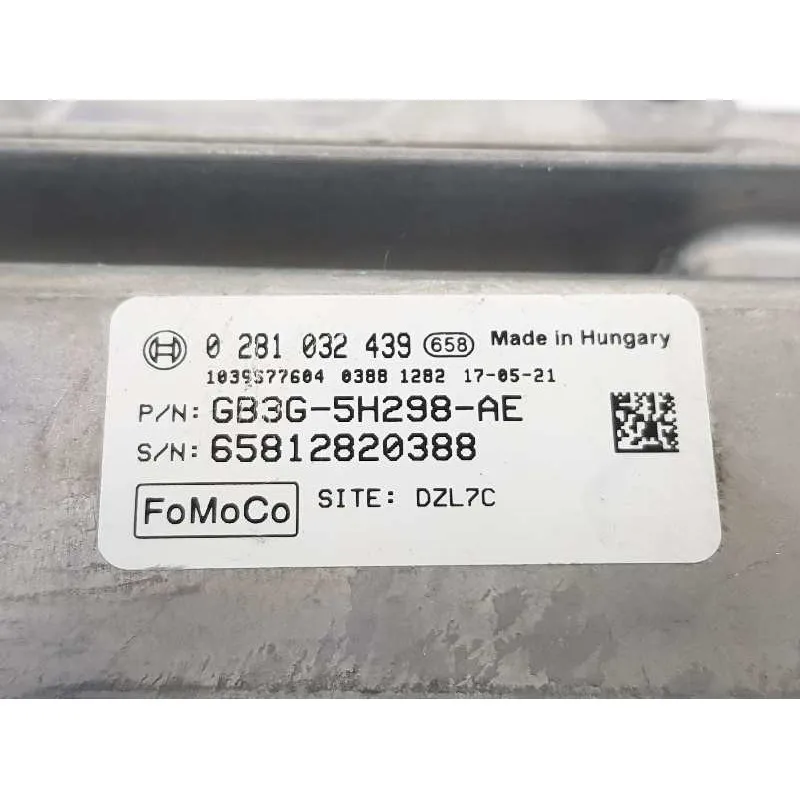 0 281 032 439 658 Made in Hungary
1039S77604 0388 1282 17-05-21
P/N: GB3G-5H298-AE
S/N: 65812820388
FoMoCo SITE: DZL7C